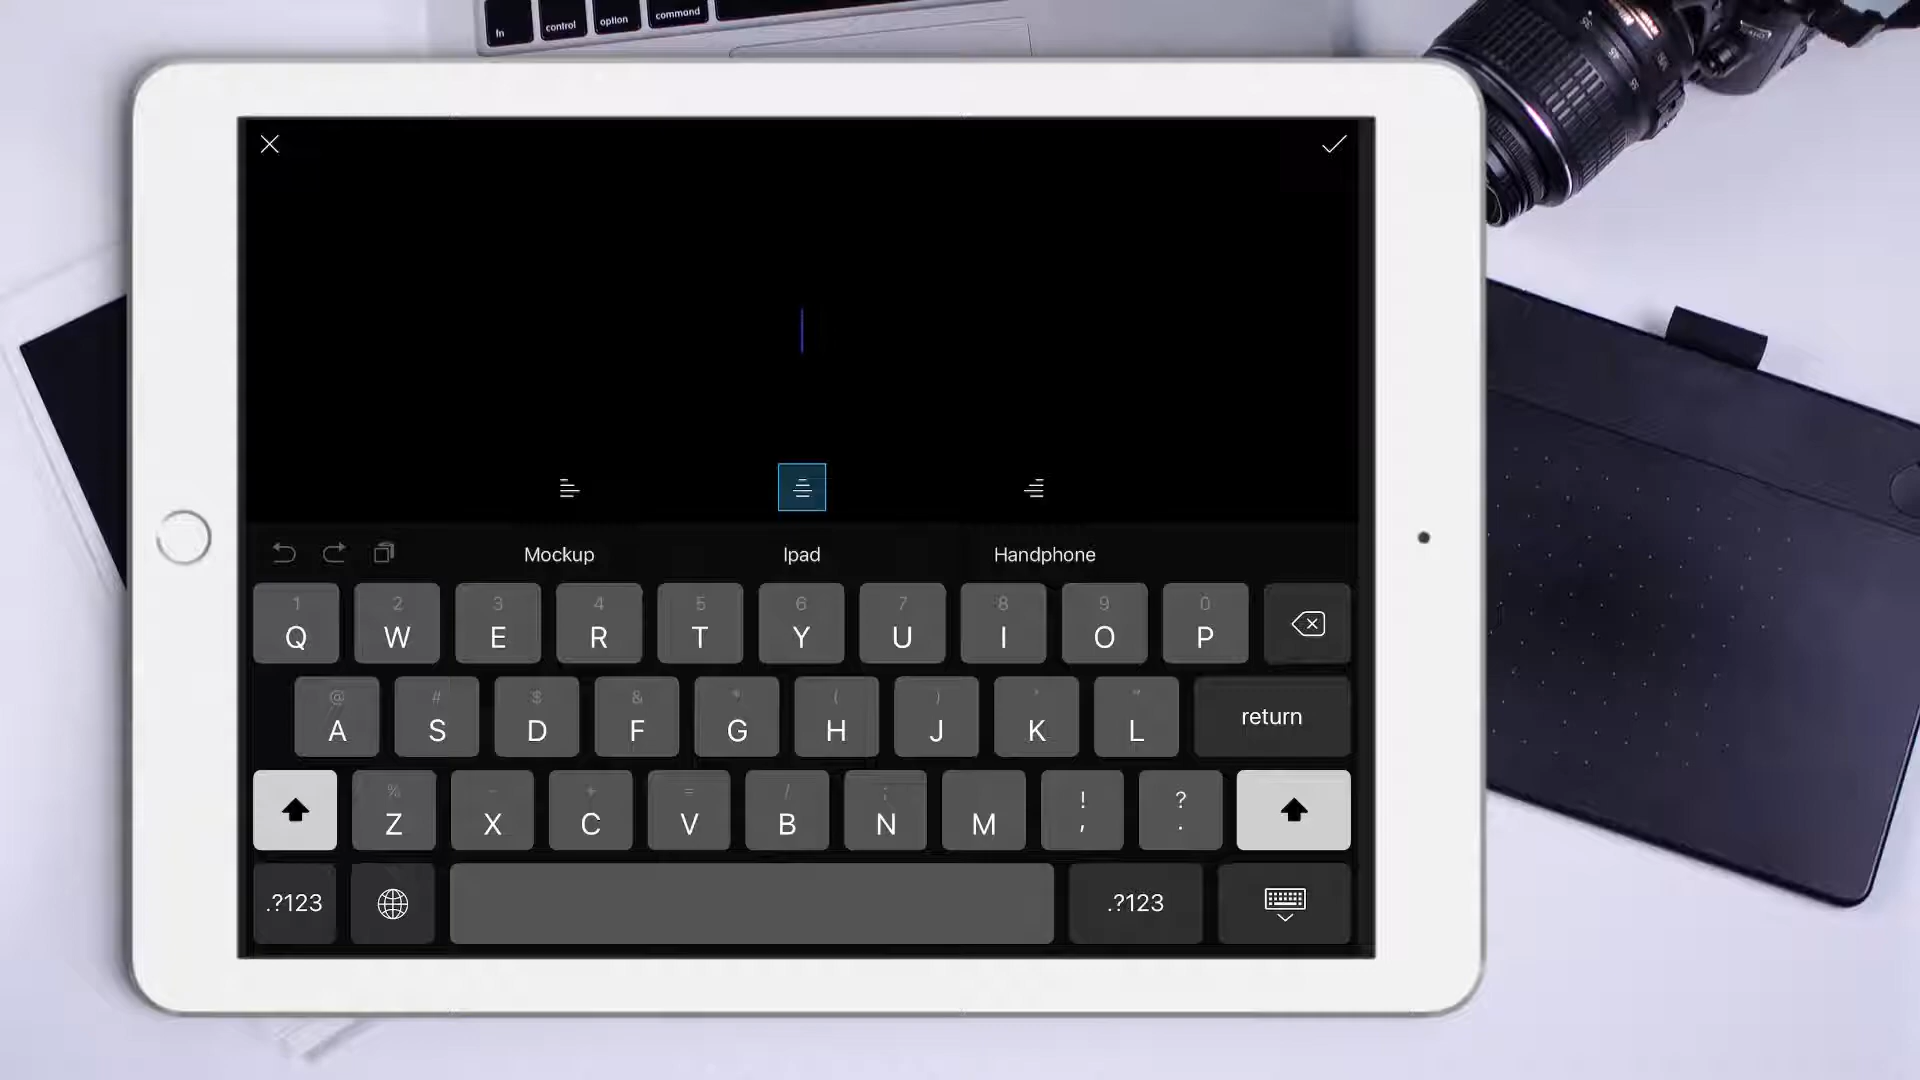 fn control option command
Mockup Ipad Handphone
1 2 3 4 5 6 7 8 9 0
Q W E R T Y U I O P
@ # $ & * ( ) ' "
A S D F G H J K L return
% - + = / ; ! ?
Z X C V B N M , .
.?123 .?123